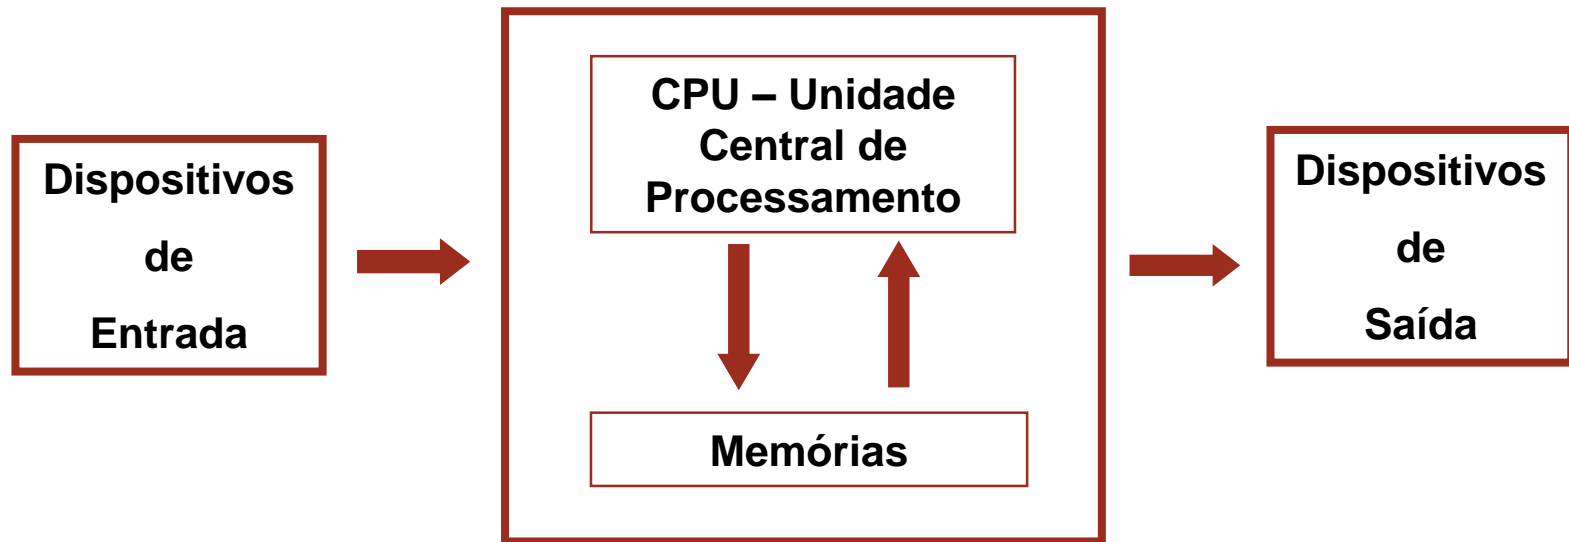 Dispositivos
de
Entrada
CPU – Unidade
Central de
Processamento
Memórias
Dispositivos
de
Saída